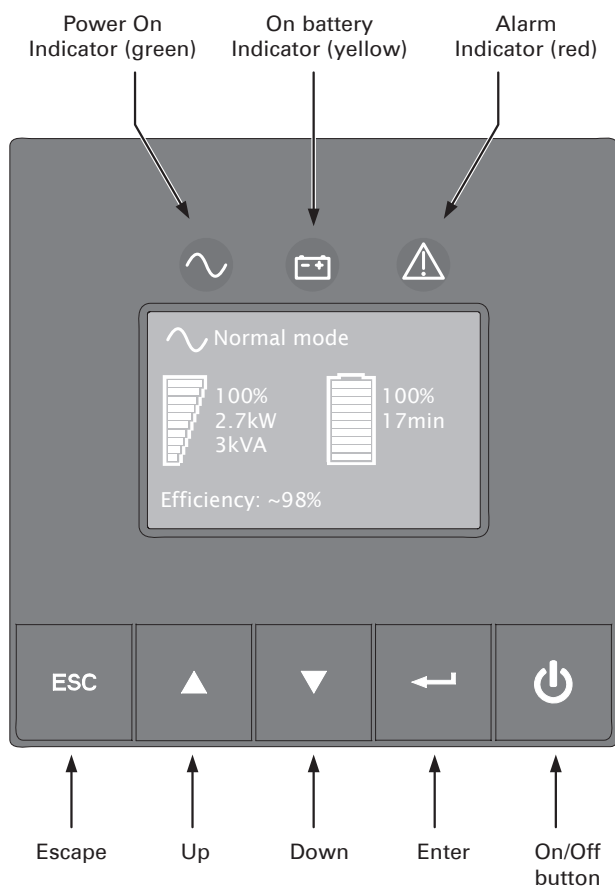 Power On
Indicator (green)
On battery
Indicator (yellow)
Alarm
Indicator (red)
Normal mode
100%
2.7kW
3kVA
100%
17min
Efficiency: ~98%
ESC
Escape
Up
Down
Enter
On/Off
button